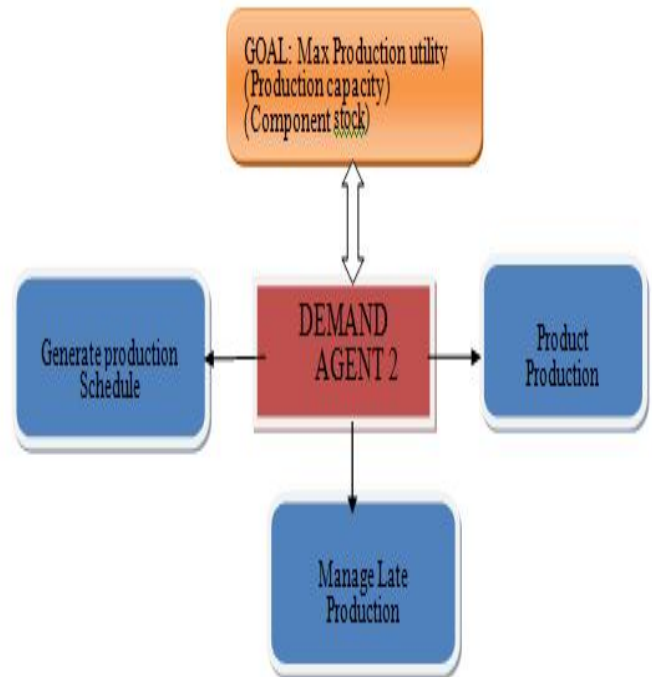 GOAL: Max Production utility
(Production capacity)
(Component stock)
Generate production
Schedule
DEMAND
AGENT 2
Product
Production
Manage Late
Production